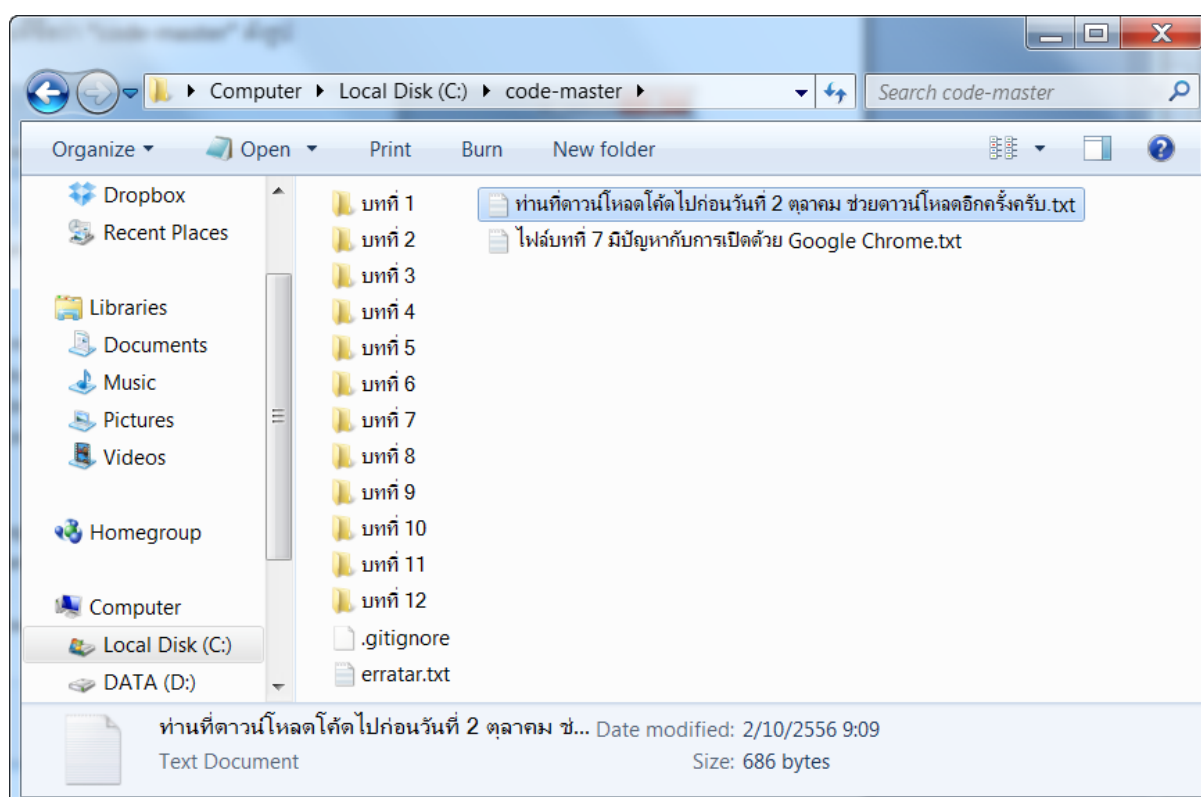 "code-master"
Computer ▸ Local Disk (C:) ▸ code-master ▸
Search code-master
Organize
Open
Print
Burn
New folder
Dropbox
Recent Places
Libraries
Documents
Music
Pictures
Videos
Homegroup
Computer
Local Disk (C:)
DATA (D:)
บทที่ 1
บทที่ 2
บทที่ 3
บทที่ 4
บทที่ 5
บทที่ 6
บทที่ 7
บทที่ 8
บทที่ 9
บทที่ 10
บทที่ 11
บทที่ 12
.gitignore
erratar.txt
ท่านที่ดาวน์โหลดโค้ดไปก่อนวันที่ 2 ตุลาคม ช่วยดาวน์โหลดอีกครั้งครับ.txt
ไฟล์บทที่ 7 มีปัญหากับการเปิดด้วย Google Chrome.txt
ท่านที่ดาวน์โหลดโค้ดไปก่อนวันที่ 2 ตุลาคม ช่... Date modified: 2/10/2556 9:09
Text Document Size: 686 bytes